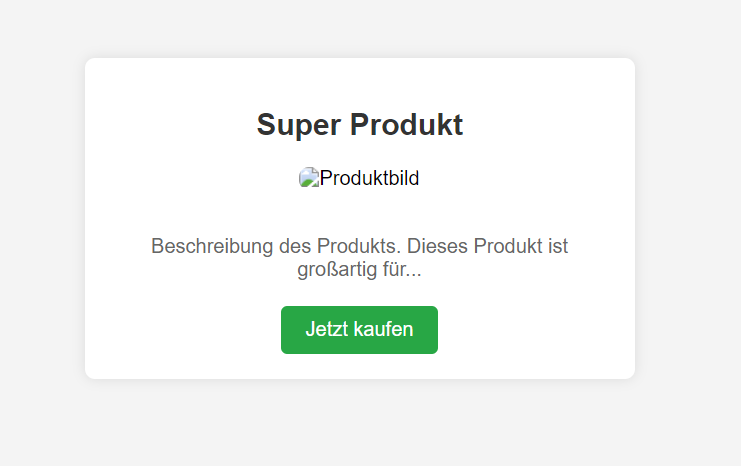 Super Produkt
Produktbild
Beschreibung des Produkts. Dieses Produkt ist
großartig für...
Jetzt kaufen